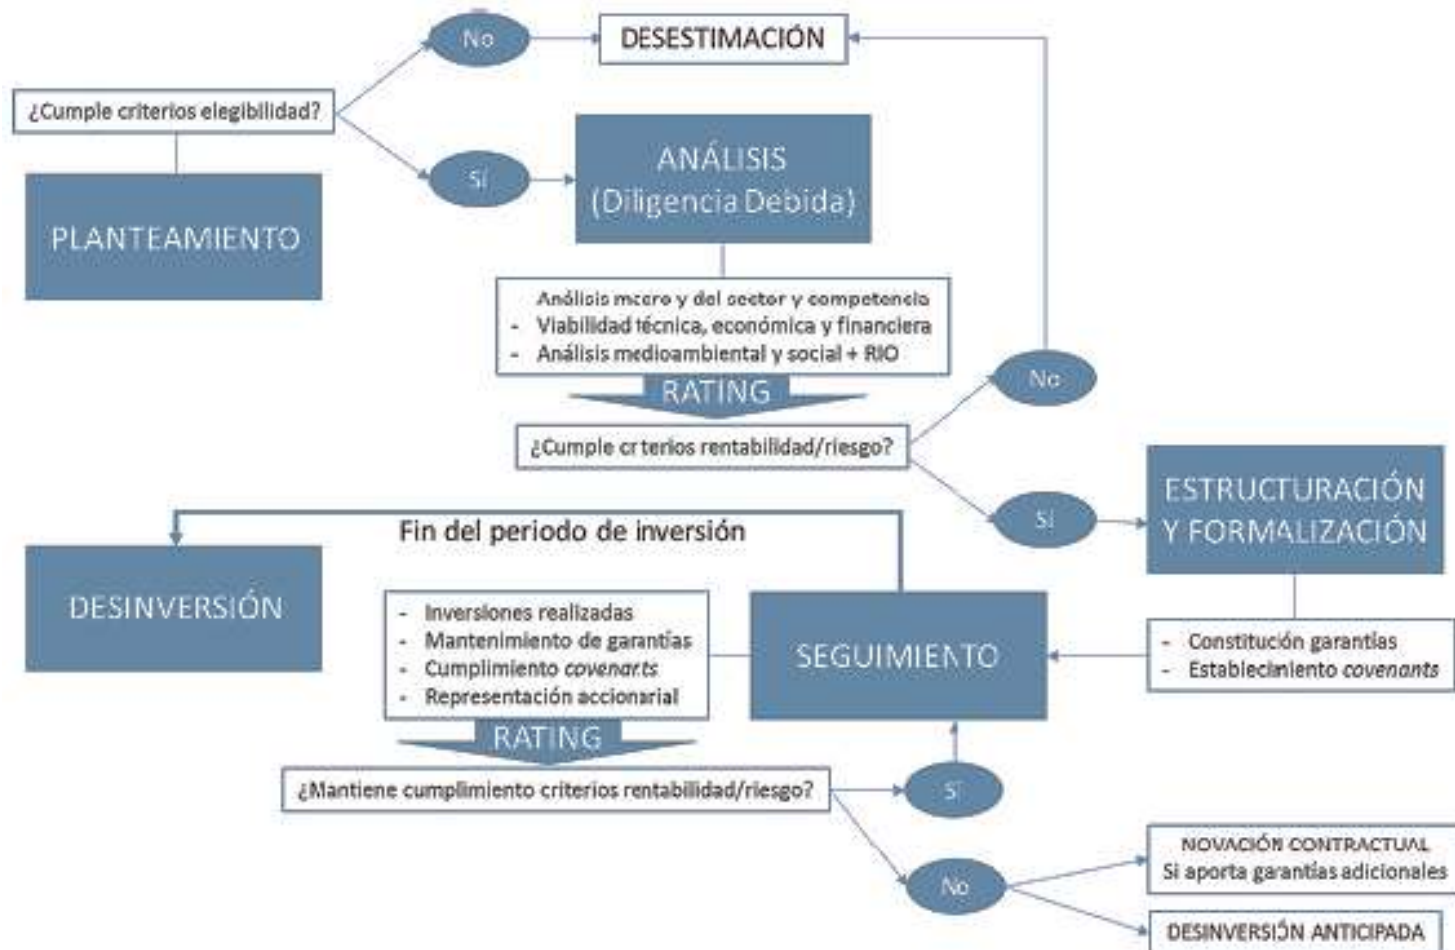 No
DESESTIMACIÓN
¿Cumple criterios elegibilidad?
Sí
ANÁLISIS
(Diligencia Debida)
PLANTEAMIENTO
Análisis macro y del sector y competencia
- Viabilidad técnica, económica y financiera
- Análisis medioambiental y social + RIO
RATING
No
¿Cumple criterios rentabilidad/riesgo?
Sí
ESTRUCTURACIÓN
Y FORMALIZACIÓN
Fin del periodo de inversión
DESINVERSIÓN
- Inversiones realizadas
- Mantenimiento de garantías
- Cumplimiento covenants
- Representación accionarial
SEGUIMIENTO
- Constitución garantías
- Establecimiento covenants
RATING
¿Mantiene cumplimiento criterios rentabilidad/riesgo?
Sí
No
NOVACIÓN CONTRACTUAL
Si aporta garantías adicionales
DESINVERSIÓN ANTICIPADA